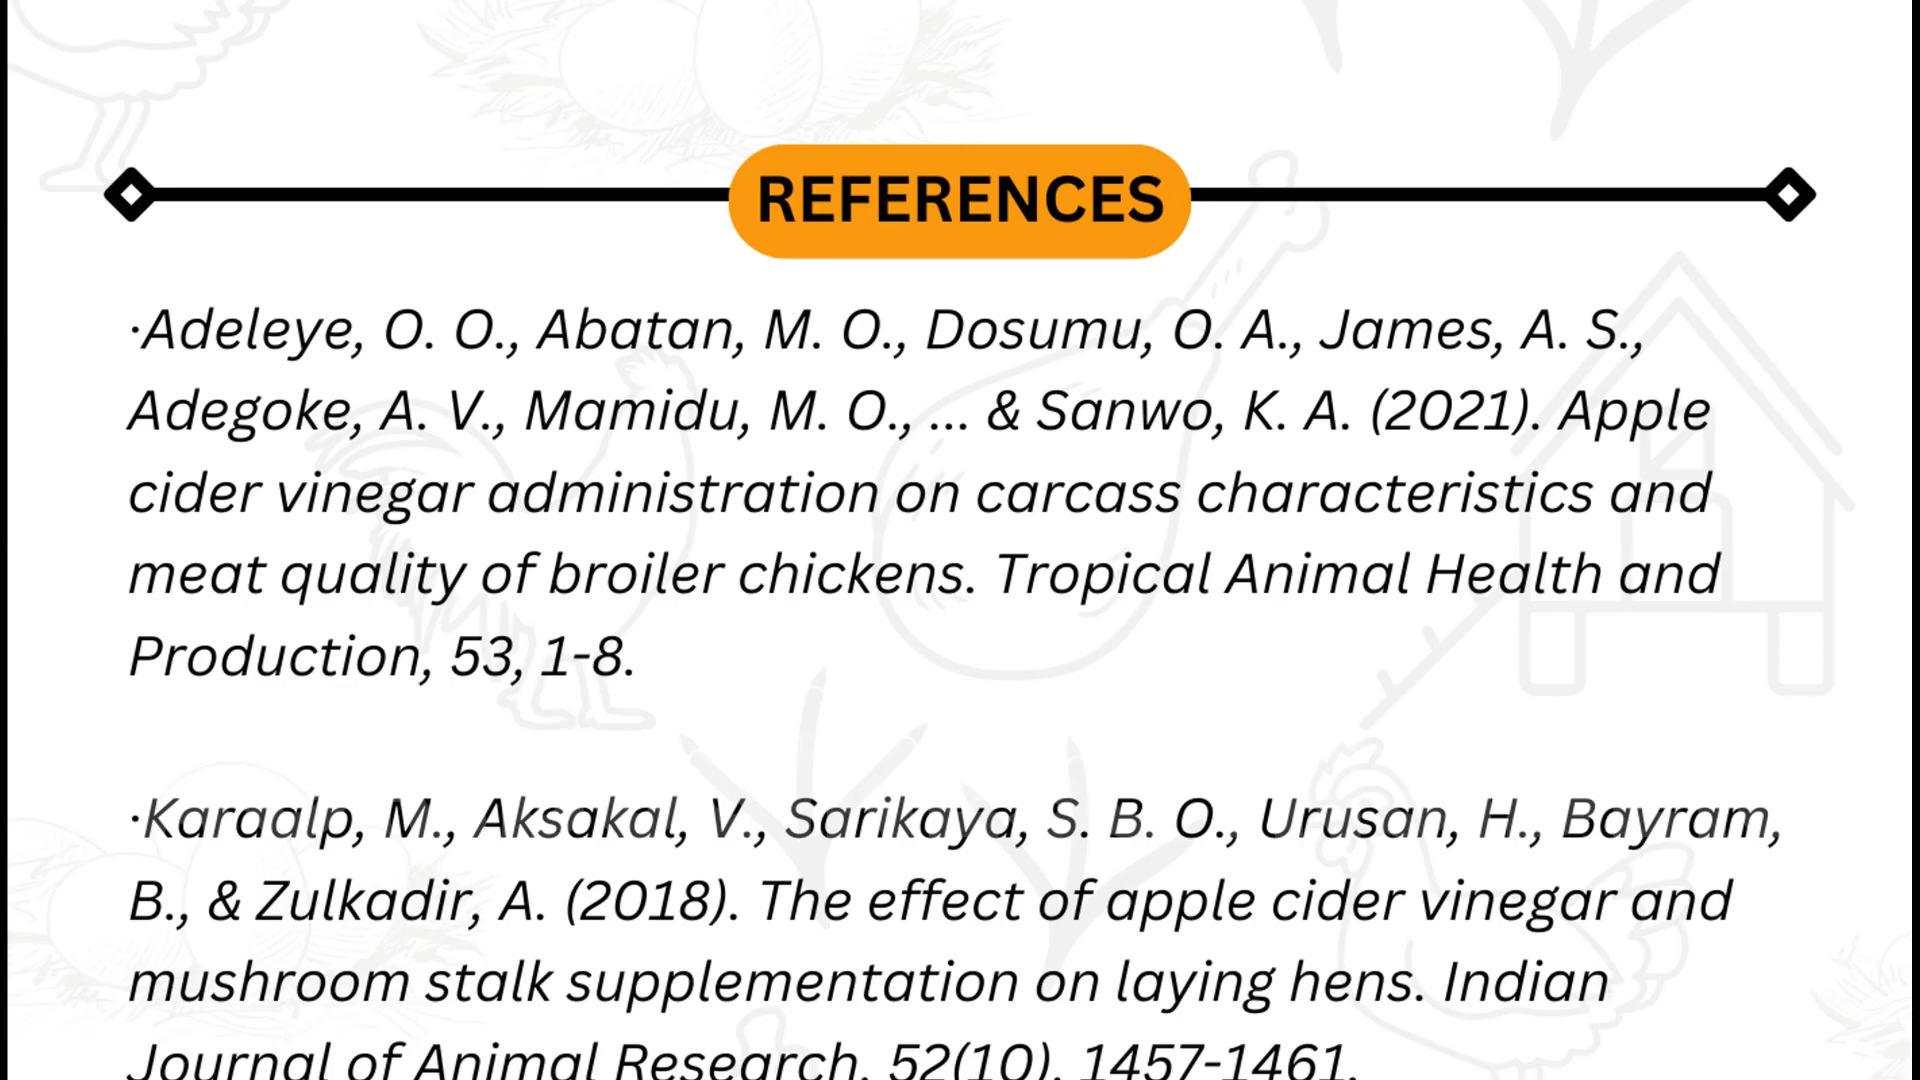 REFERENCES
·Adeleye, O. O., Abatan, M. O., Dosumu, O. A., James, A. S.,
Adegoke, A. V., Mamidu, M. O., ... & Sanwo, K. A. (2021). Apple
cider vinegar administration on carcass characteristics and
meat quality of broiler chickens. Tropical Animal Health and
Production, 53, 1-8.
·Karaalp, M., Aksakal, V., Sarikaya, S. B. O., Urusan, H., Bayram,
B., & Zulkadir, A. (2018). The effect of apple cider vinegar and
mushroom stalk supplementation on laying hens. Indian
Journal of Animal Research, 52(10), 1457-1461.